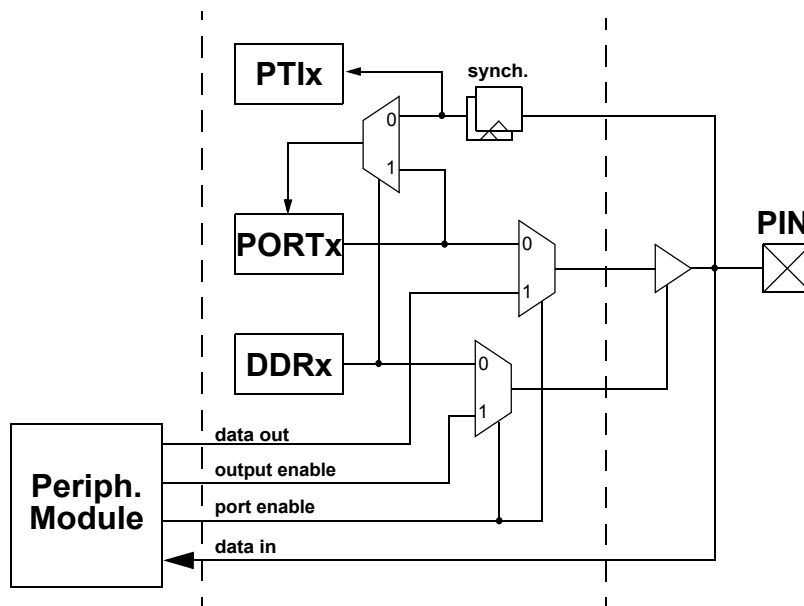 PTIx
synch.
0
1
PORTx
0
1
PIN
DDRx
0
1
data out
output enable
port enable
data in
Periph.
Module